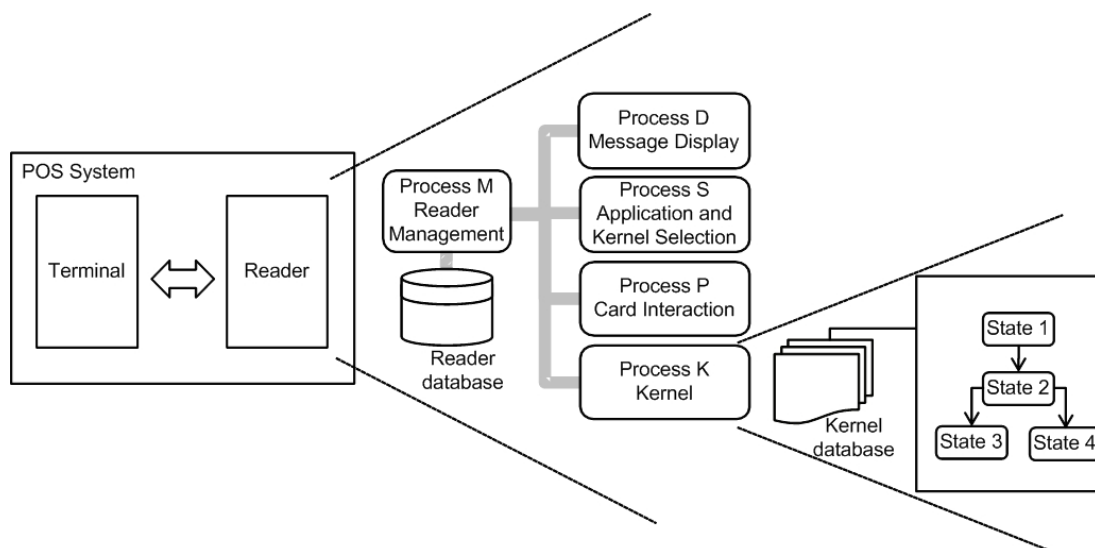 POS System
Terminal
Reader
Process M
Reader
Management
Reader
database
Process D
Message Display
Process S
Application and
Kernel Selection
Process P
Card Interaction
Process K
Kernel
Kernel
database
State 1
State 2
State 3
State 4